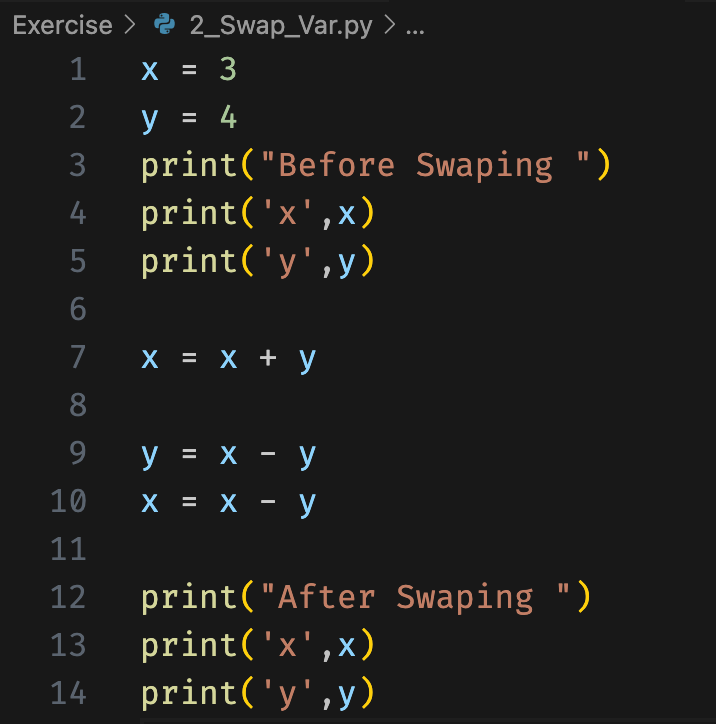 Exercise > 2_Swap_Var.py > ...
1 x = 3
2 y = 4
3 print("Before Swaping ")
4 print('x',x)
5 print('y',y)
6
7 x = x + y
8
9 y = x - y
10 x = x - y
11
12 print("After Swaping ")
13 print('x',x)
14 print('y',y)